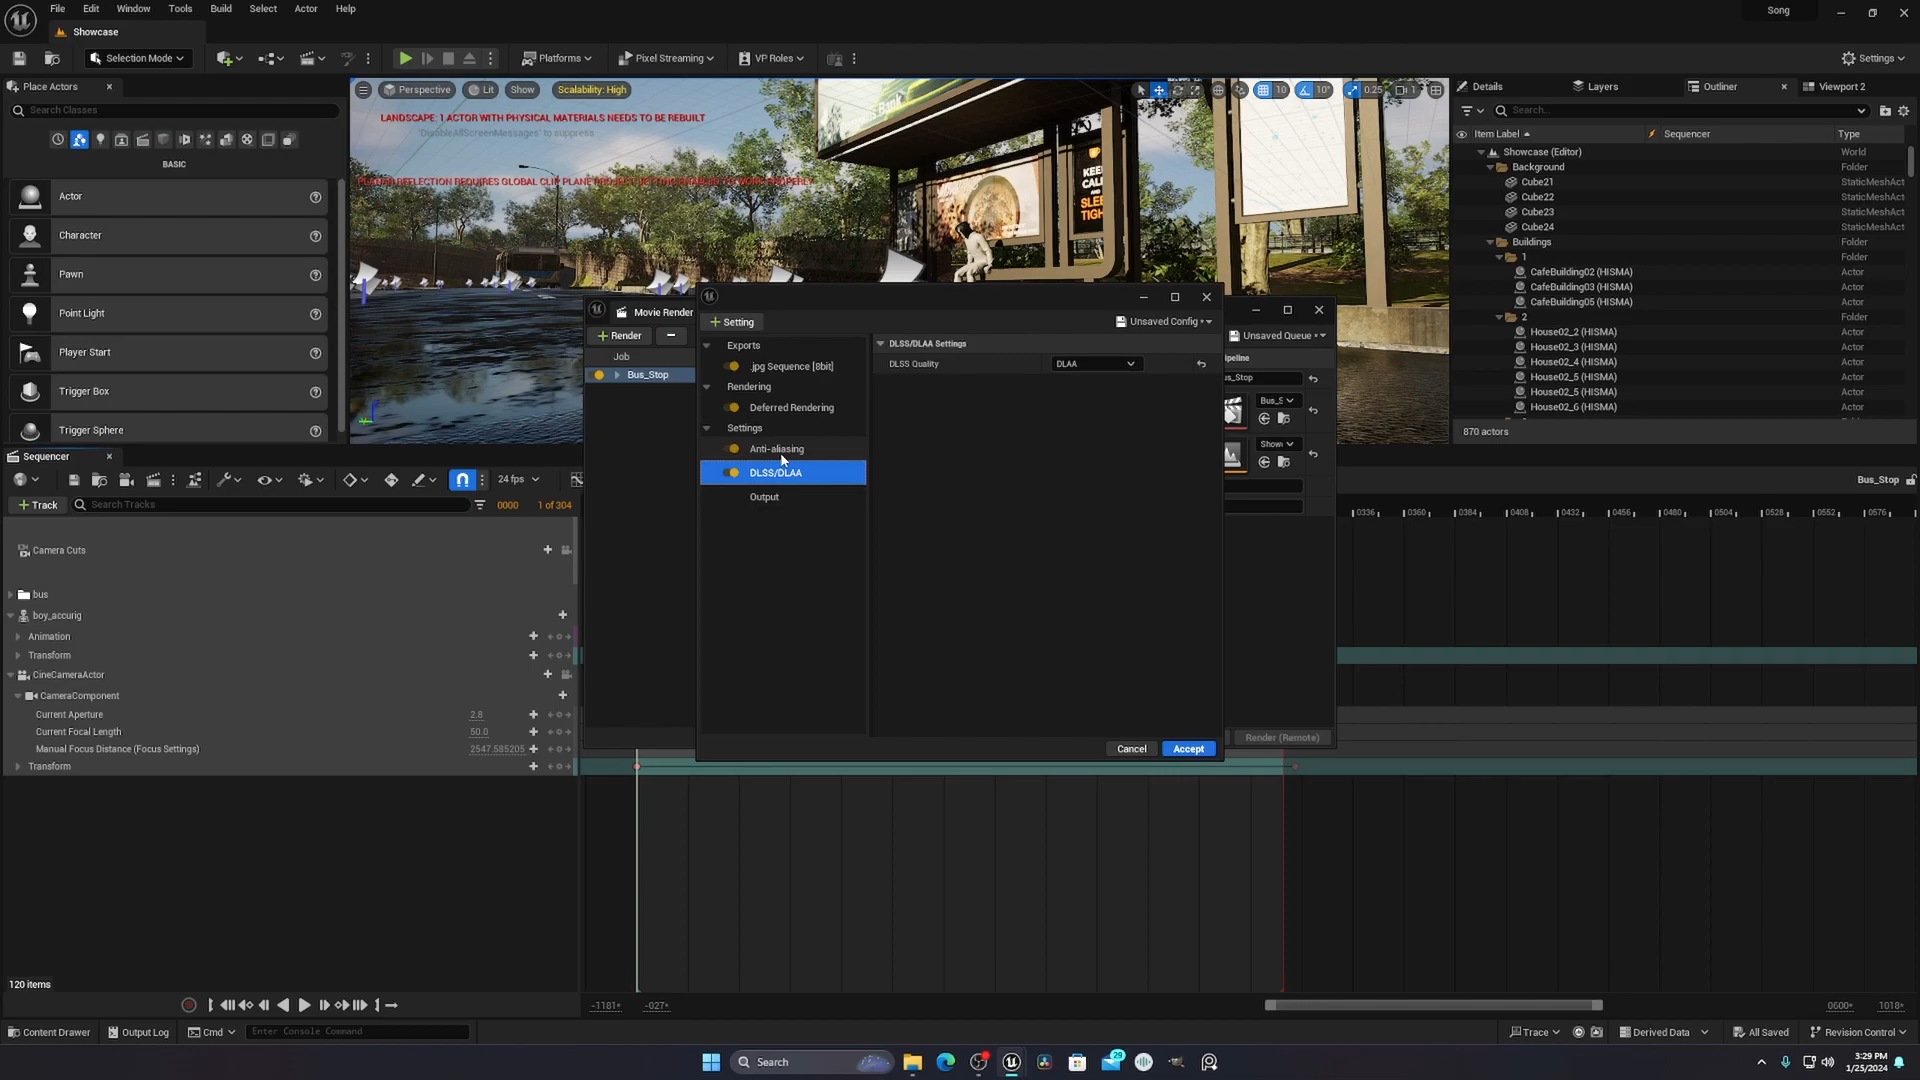 File Edit Window Tools Build Select Actor Help
Song
Showcase
Selection Mode
Platforms
Pixel Streaming
VP Roles
Settings
Place Actors
Search Classes
BASIC
Actor
Character
Pawn
Point Light
Player Start
Trigger Box
Trigger Sphere
Perspective
Lit
Show
Scalability: High
10
10°
0.25
1
LANDSCAPE: 1 ACTOR WITH PHYSICAL MATERIALS NEEDS TO BE REBUILT
'DisableAllScreenMessages' to suppress
PLANAR REFLECTION REQUIRES GLOBAL CLIP PLANE PROJECT SETTING ENABLED TO WORK PROPERLY
Bank
KEEP
CALM
AND
SLEEP
TIGHT
Details
Layers
Outliner
Viewport 2
Search...
Item Label
Sequencer
Type
Showcase (Editor) World
Background Folder
Cube21 StaticMeshAct
Cube22 StaticMeshAct
Cube23 StaticMeshAct
Cube24 StaticMeshAct
Buildings Folder
1 Folder
CafeBuilding02 (HISMA) Actor
CafeBuilding03 (HISMA) Actor
CafeBuilding05 (HISMA) Actor
2 Folder
House02_2 (HISMA) Actor
House02_3 (HISMA) Actor
House02_4 (HISMA) Actor
House02_5 (HISMA) Actor
House02_5 (HISMA) Actor
House02_6 (HISMA) Actor
870 actors
Movie Render
Render
Job
Bus_Stop
Unsaved Queue *
ipeline
us_Stop
Bus_S
Show
Render (Remote)
Setting
Unsaved Config *
Exports
.jpg Sequence [8bit]
Rendering
Deferred Rendering
Settings
Anti-aliasing
DLSS/DLAA
Output
DLSS/DLAA Settings
DLSS Quality
DLAA
Cancel
Accept
Sequencer
24 fps
Bus_Stop
Track
Search Tracks
0000
1 of 304
0336 0360 0384 0408 0432 0456 0480 0504 0528 0552 0576
Camera Cuts
bus
boy_accurig
Animation
Transform
CineCameraActor
CameraComponent
Current Aperture 2.8
Current Focal Length 50.0
Manual Focus Distance (Focus Settings) 2547.585205
Transform
120 items
-1181*
-027*
0600*
1018*
Content Drawer
Output Log
Cmd
Enter Console Command
Trace
Derived Data
All Saved
Revision Control
Search
29
3:29 PM
1/25/2024